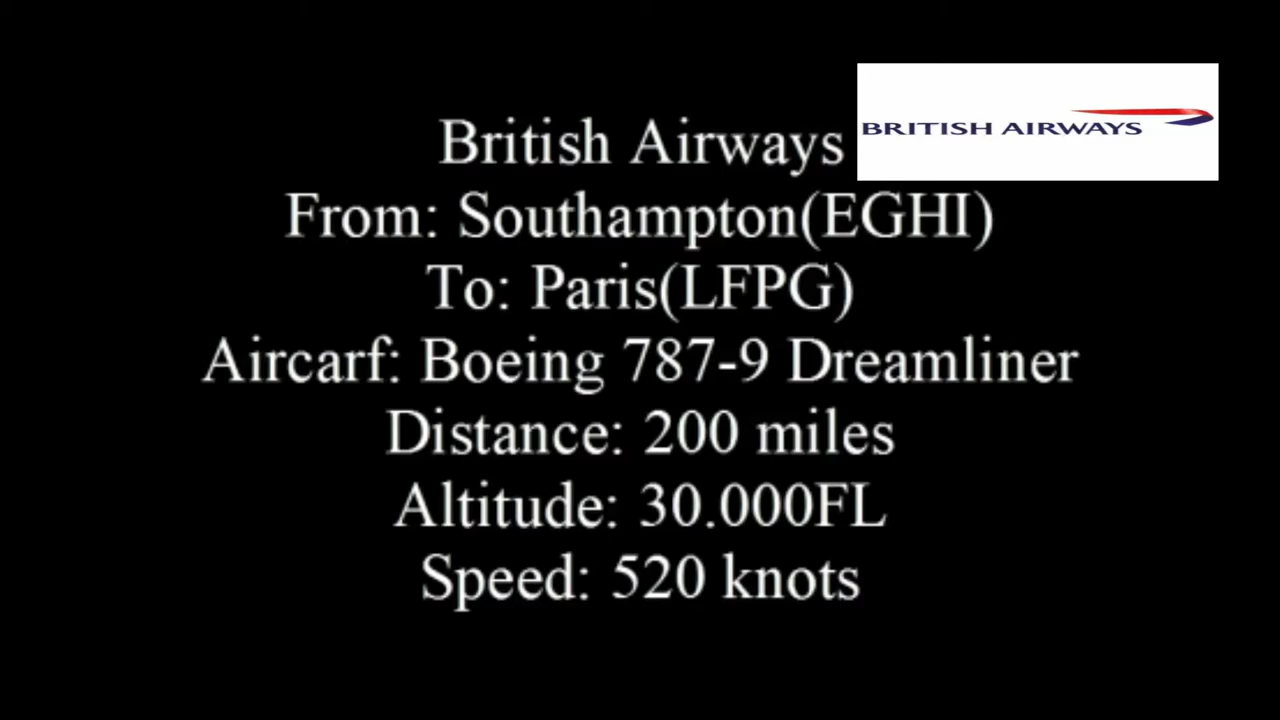 British Airways
BRITISH AIRWAYS
From: Southampton(EGHI)
To: Paris(LFPG)
Aircarf: Boeing 787-9 Dreamliner
Distance: 200 miles
Altitude: 30.000FL
Speed: 520 knots